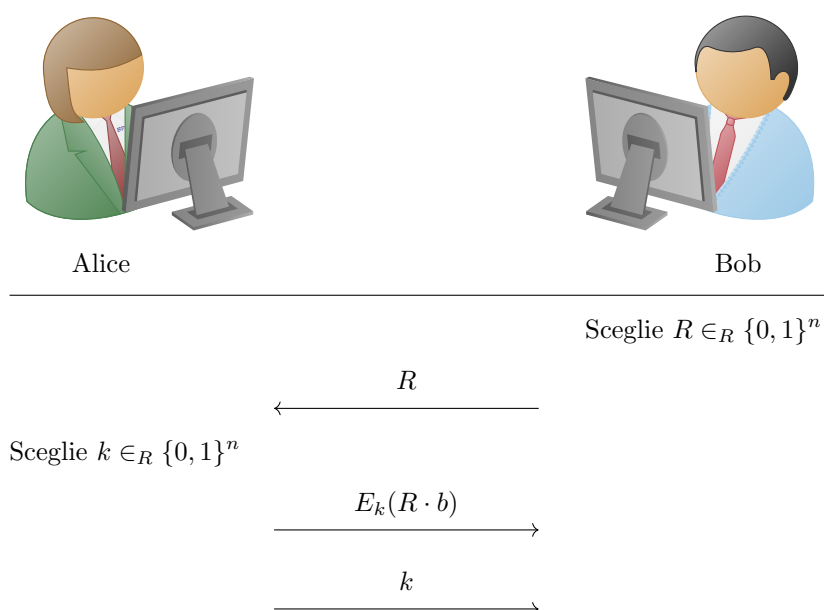 Alice Bob
Sceglie $R \in_R \{0, 1\}^n$
$R$
Sceglie $k \in_R \{0, 1\}^n$
$E_k(R \cdot b)$
$k$